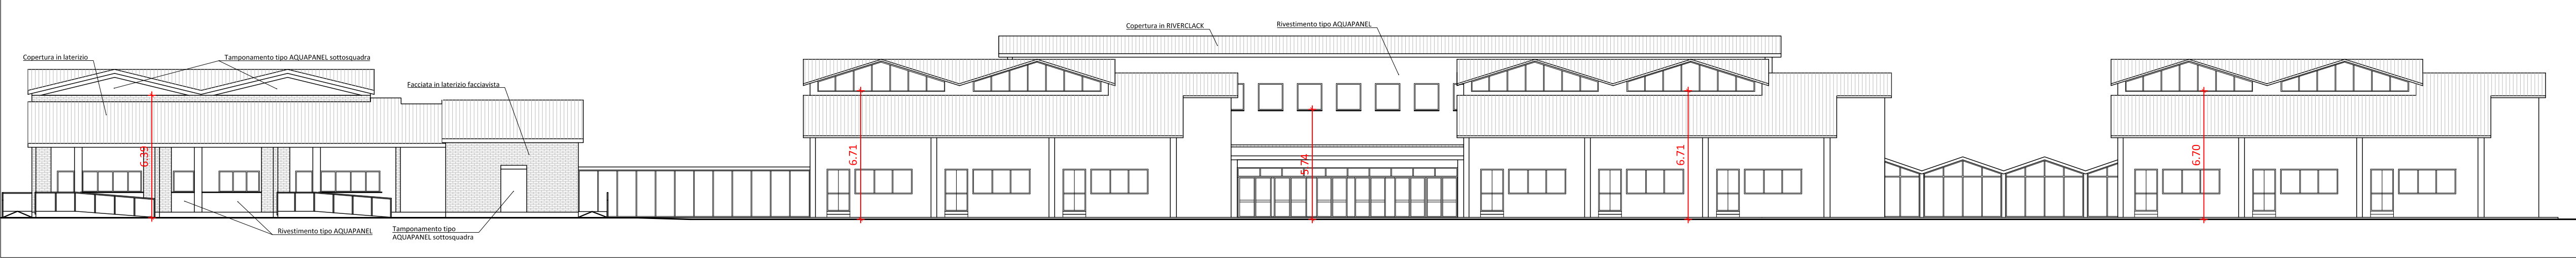 Copertura in RIVERCLACK
Rivestimento tipo AQUAPANEL
Copertura in laterizio
Tamponamento tipo AQUAPANEL sottosquadra
Facciata in laterizio facciavista
6.39
6.71
5.74
6.71
6.70
Rivestimento tipo AQUAPANEL
Tamponamento tipo
AQUAPANEL sottosquadra